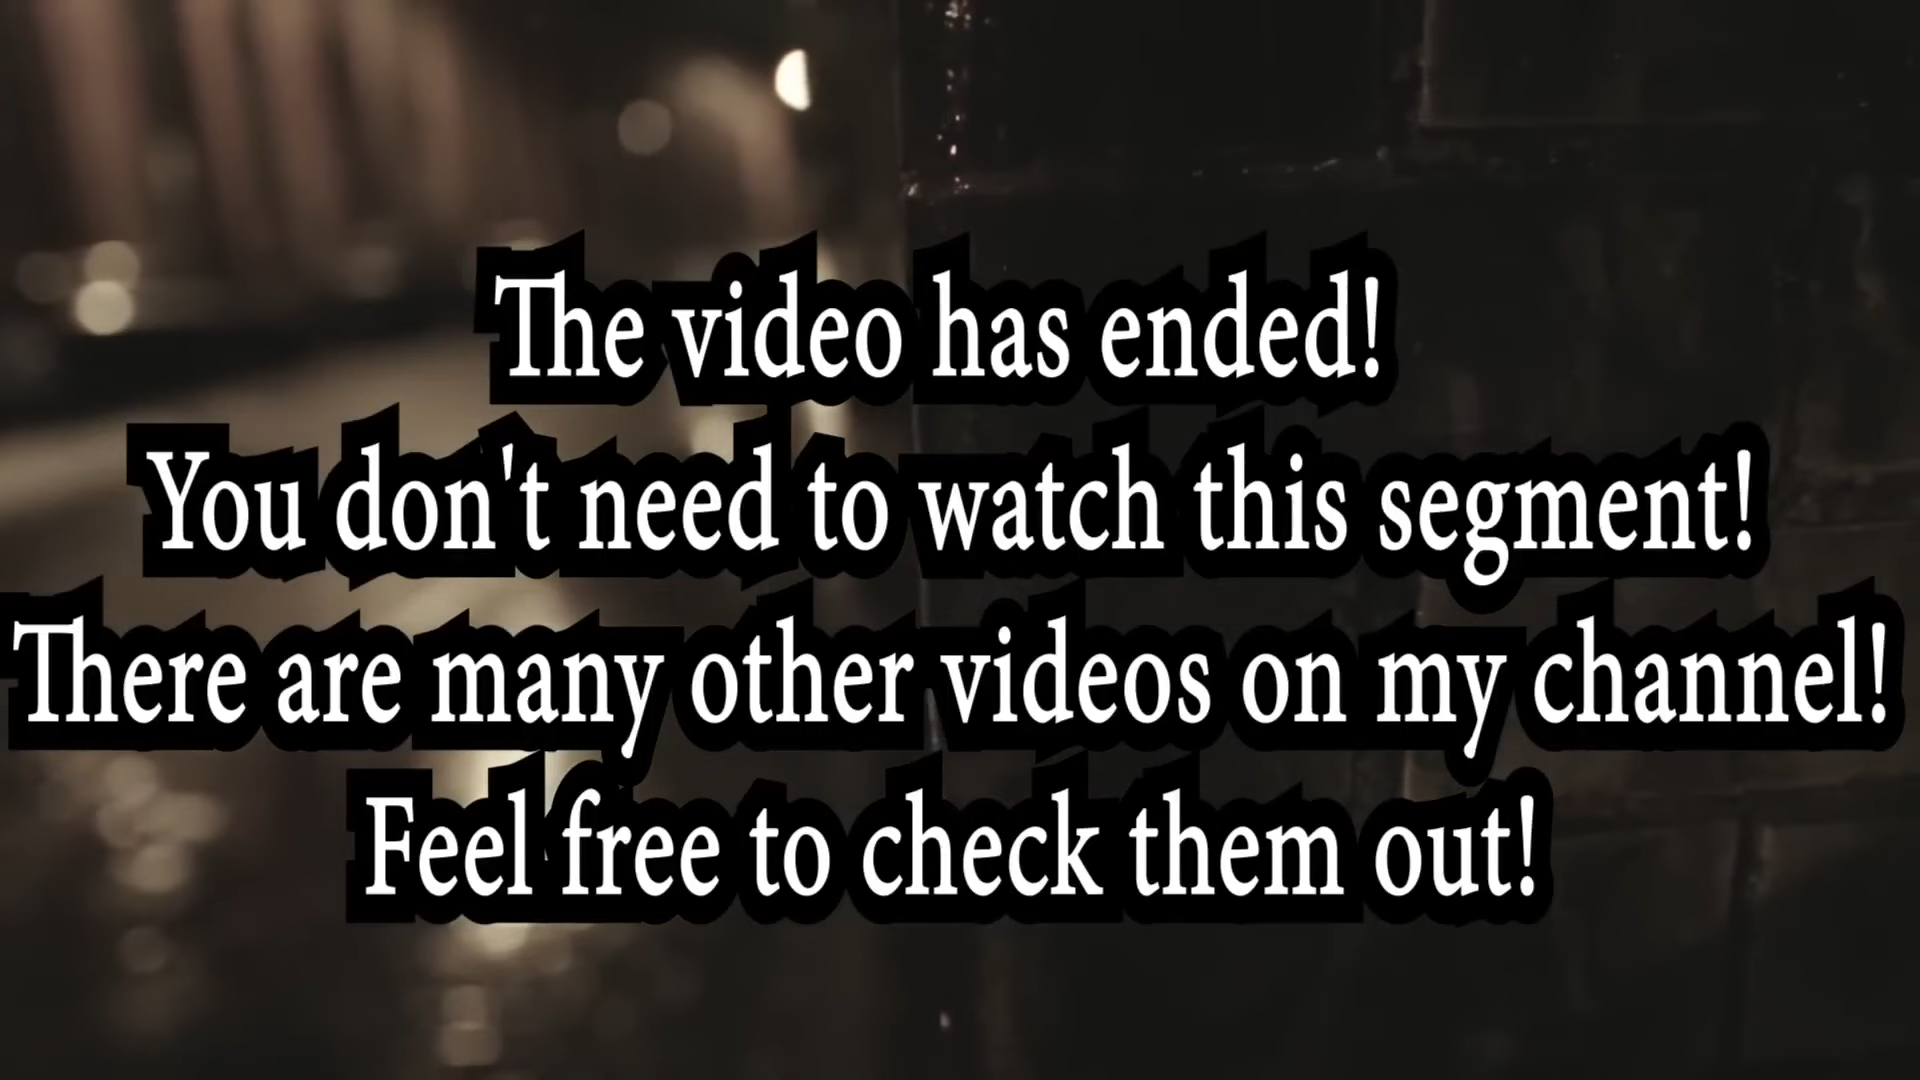 The video has ended!
You don't need to watch this segment!
There are many other videos on my channel!
Feel free to check them out!